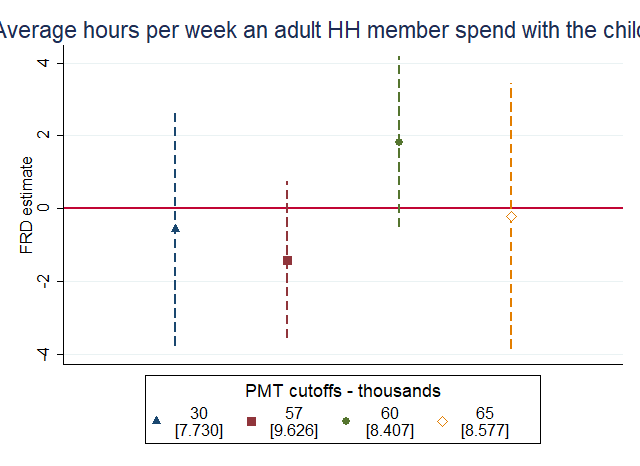 Average hours per week an adult HH member spend with the chil
4
2
0
-2
-4
FRD estimate
PMT cutoffs - thousands
30 57 60 65
[7.730] [9.626] [8.407] [8.577]